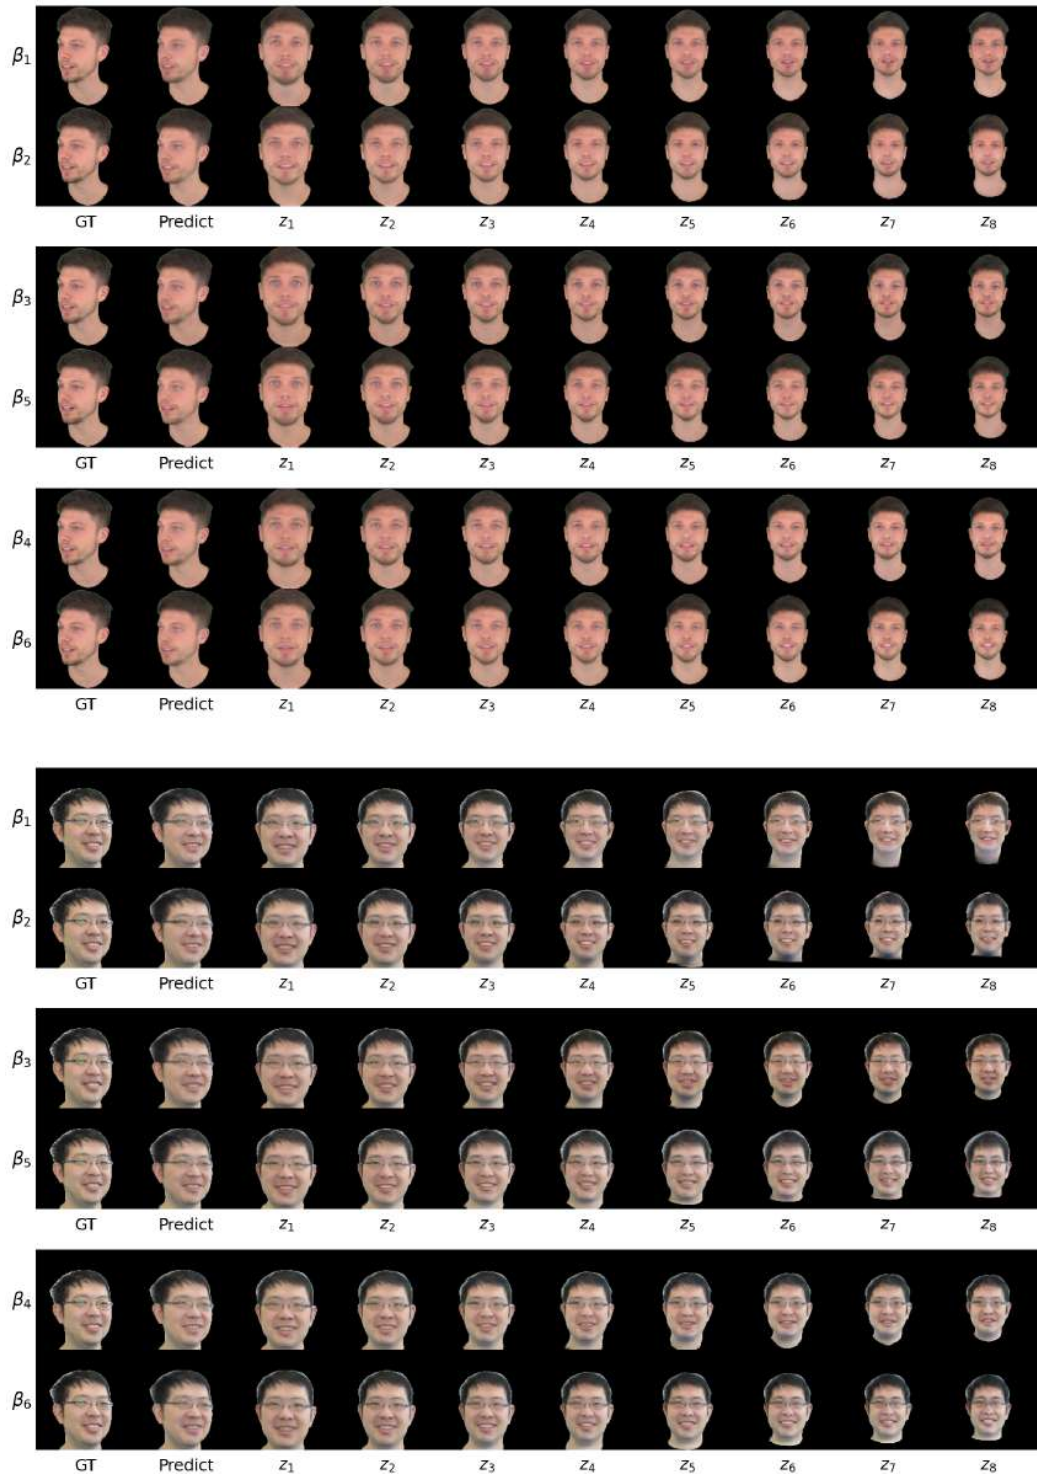 β₁
β₂
GT Predict z₁ z₂ z₃ z₄ z₅ z₆ z₇ z₈
β₃
β₅
GT Predict z₁ z₂ z₃ z₄ z₅ z₆ z₇ z₈
β₄
β₆
GT Predict z₁ z₂ z₃ z₄ z₅ z₆ z₇ z₈
β₁
β₂
GT Predict z₁ z₂ z₃ z₄ z₅ z₆ z₇ z₈
β₃
β₅
GT Predict z₁ z₂ z₃ z₄ z₅ z₆ z₇ z₈
β₄
β₆
GT Predict z₁ z₂ z₃ z₄ z₅ z₆ z₇ z₈